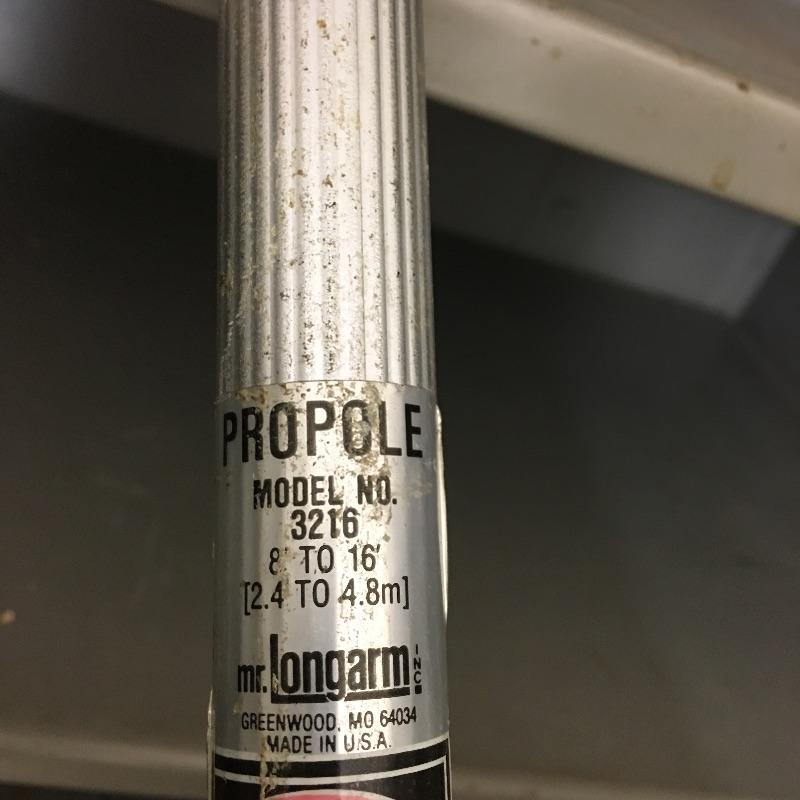 PROPOLE
MODEL NO.
3216
8' TO 16'
[2.4 TO 4.8m]
mr. longarm INC.
GREENWOOD, MO 64034
MADE IN U.S.A.